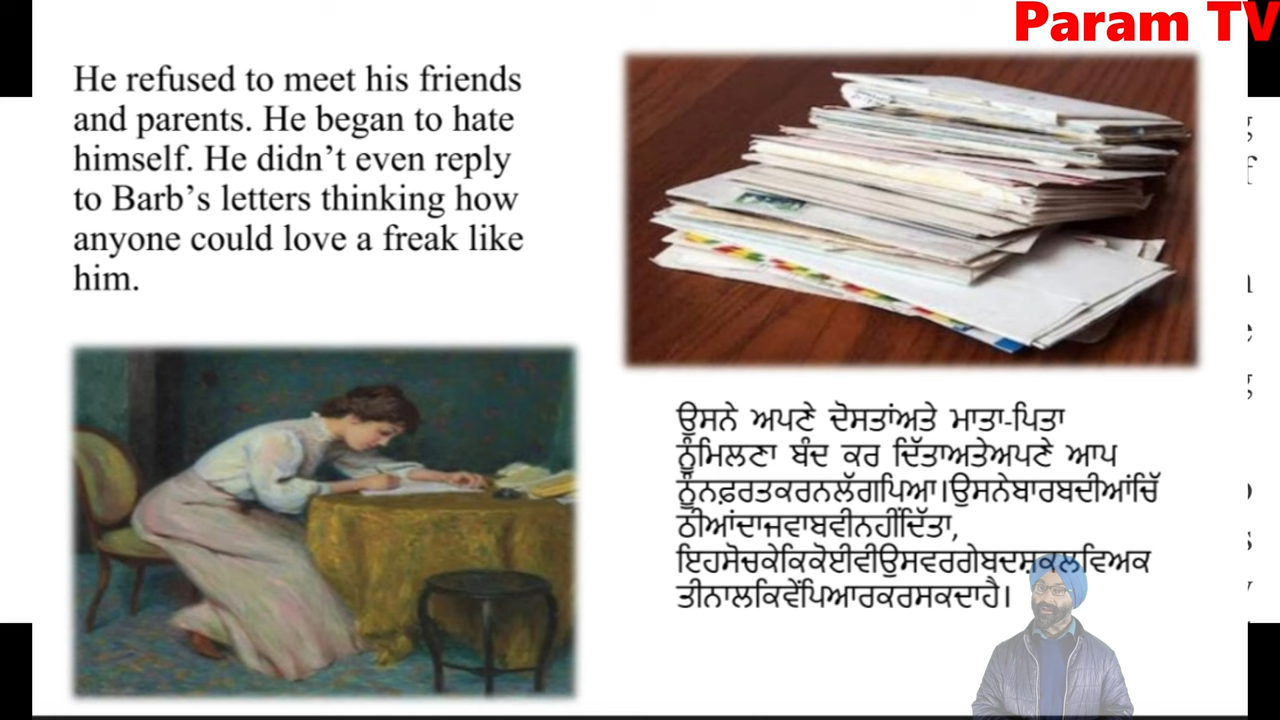 Param TV
He refused to meet his friends
and parents. He began to hate
himself. He didn’t even reply
to Barb’s letters thinking how
anyone could love a freak like
him.
ਉਸਨੇ ਅਪਣੇ ਦੋਸਤਾਂਅਤੇ ਮਾਤਾ-ਪਿਤਾ
ਨੂੰਮਿਲਣਾ ਬੰਦ ਕਰ ਦਿੱਤਾਅਤੇਅਪਣੇ ਆਪ
ਨੂੰਨਫ਼ਰਤਕਰਨਲੱਗਪਿਆ।ਉਸਨੇਬਾਰਬਦੀਆਂਚਿੱ
ਠੀਆਂਦਾਜਵਾਬਵੀਨਹੀਂਦਿੱਤਾ,
ਇਹਸੋਚਕੇਕਿਕੋਈਵੀਉਸਵਰਗੇਬਦਸ਼ਕਲਵਿਅਕ
ਤੀਨਾਲਕਿਵੇਂਪਿਆਰਕਰਸਕਦਾਹੈ।